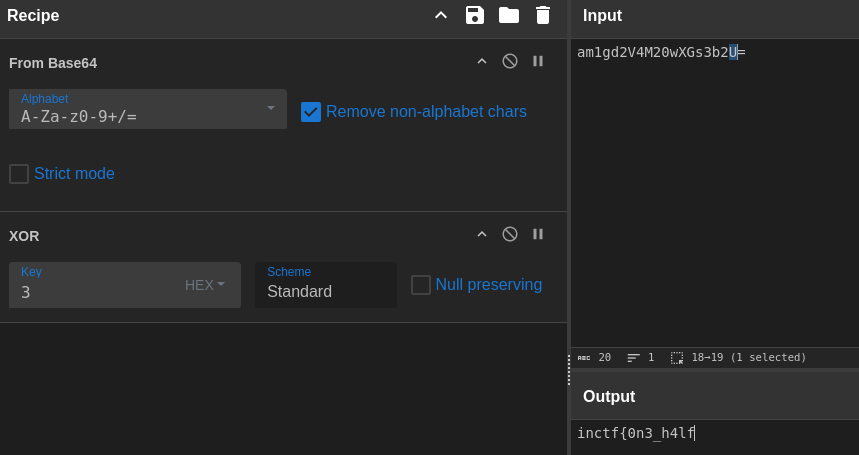 Recipe
From Base64
Alphabet
A-Za-z0-9+/=
Remove non-alphabet chars
Strict mode
XOR
Key
3
HEX
Scheme
Standard
Null preserving
Input
am1gd2V4M20wXGs3b2U=
ABC 20 1 18→19 (1 selected)
Output
inctf{0n3_h4lf